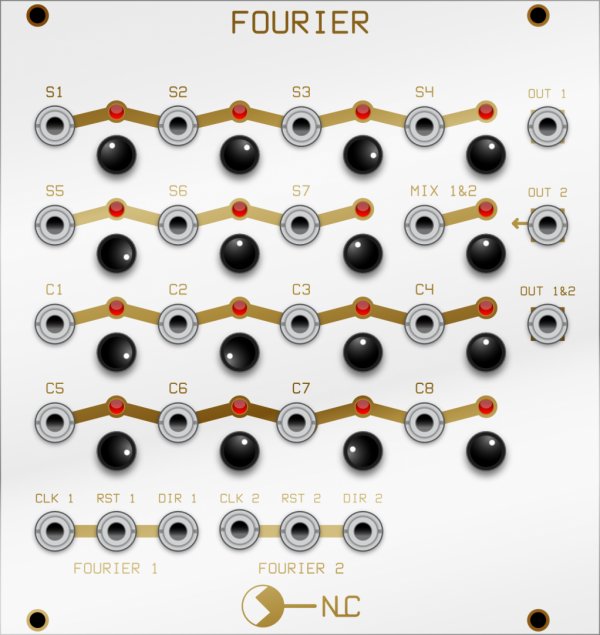 FOURIER
S1 S2 S3 S4 OUT 1
S5 S6 S7 MIX 1&2 OUT 2
C1 C2 C3 C4 OUT 1&2
C5 C6 C7 C8
CLK 1 RST 1 DIR 1 CLK 2 RST 2 DIR 2
FOURIER 1 FOURIER 2
NLC